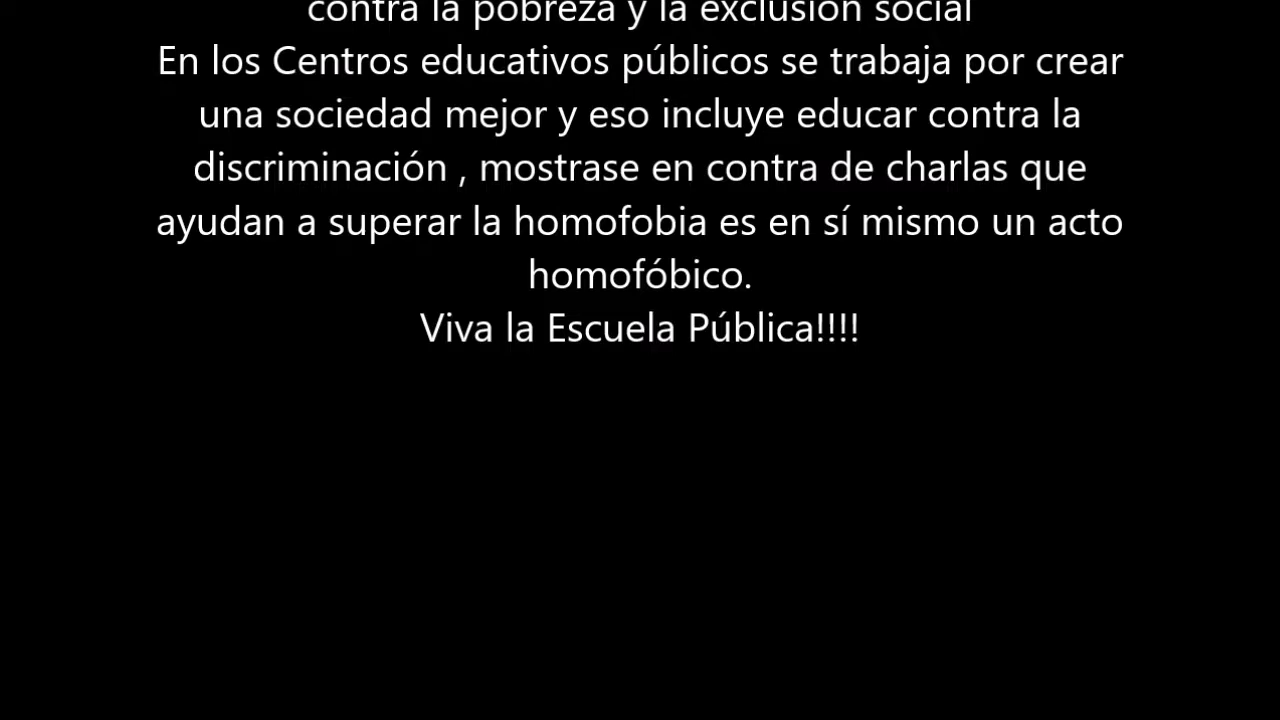 contra la pobreza y la exclusión social
En los Centros educativos públicos se trabaja por crear
una sociedad mejor y eso incluye educar contra la
discriminación , mostrase en contra de charlas que
ayudan a superar la homofobia es en sí mismo un acto
homofóbico.
Viva la Escuela Pública!!!!